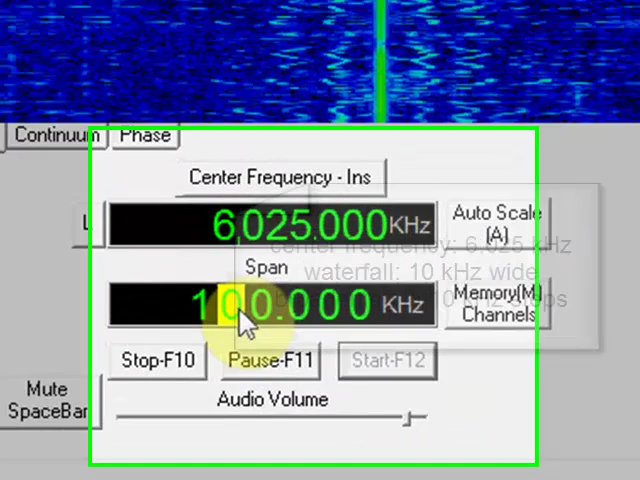 Continuum
Phase
Center Frequency - Ins
L
6,025.000 KHz
Auto Scale
(A)
center frequency: 6.025 kHz
Span
waterfall: 10 kHz wide
100.000 KHz
Memory(M)
Channels
Stop-F10
Pause-F11
Start-F12
Mute
SpaceBar
Audio Volume